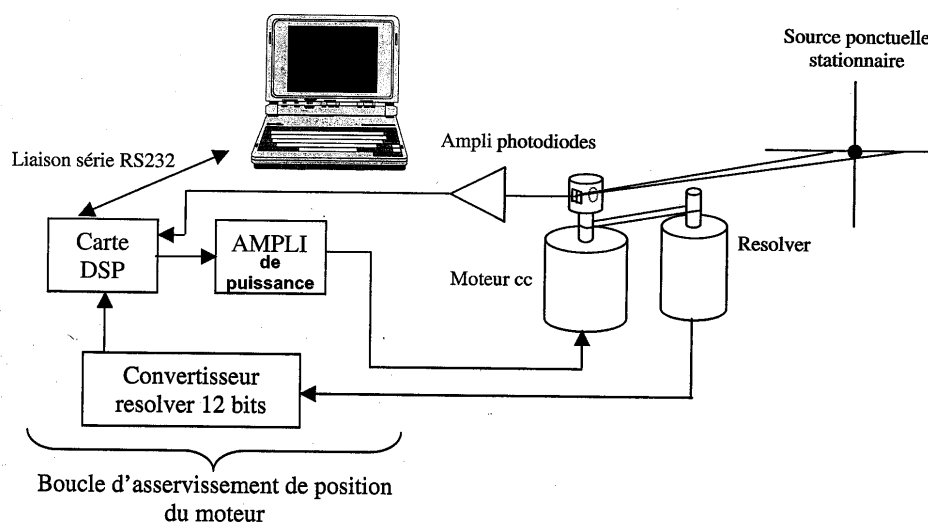 Source ponctuelle
stationnaire
Ampli photodiodes
Liaison série RS232
Carte
DSP
AMPLI
de
puissance
Moteur cc
Resolver
Convertisseur
resolver 12 bits
Boucle d'asservissement de position
du moteur